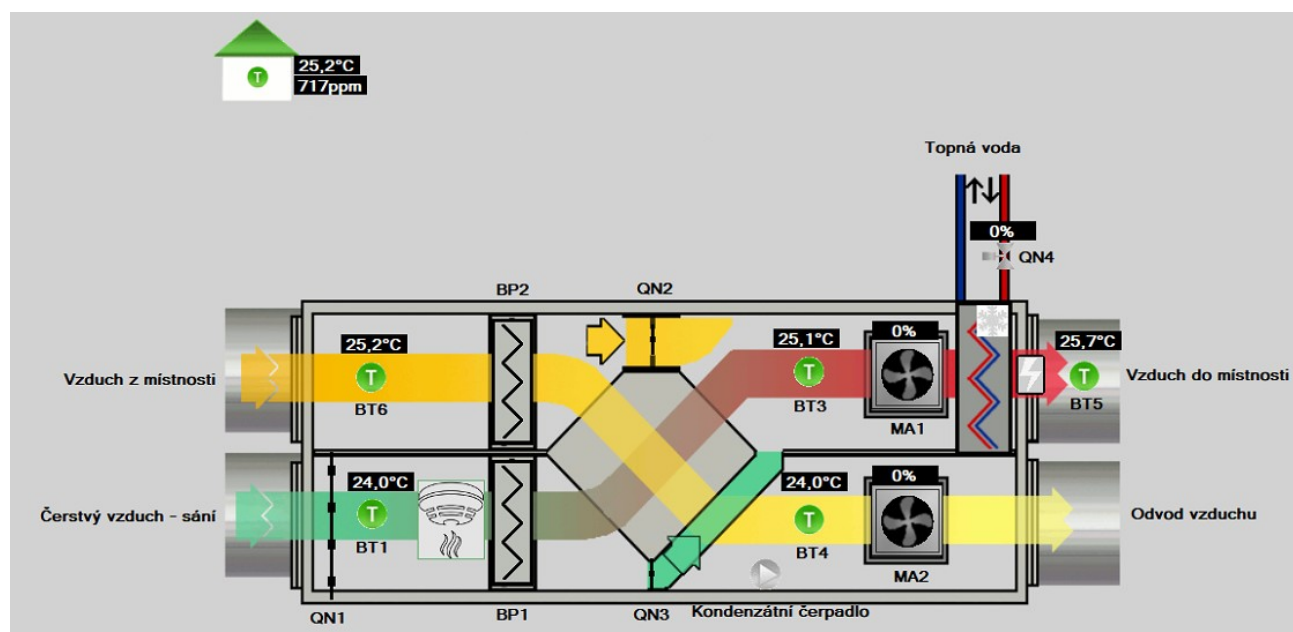 T
25,2°C
717ppm
Topná voda
0%
QN4
BP2
QN2
25,2°C
25,1°C
0%
25,7°C
Vzduch z místnosti
T
T
T
Vzduch do místnosti
BT6
BT3
BT5
MA1
24,0°C
24,0°C
0%
Čerstvý vzduch - sání
T
T
Odvod vzduchu
BT1
BT4
MA2
QN1
BP1
QN3
Kondenzátní čerpadlo